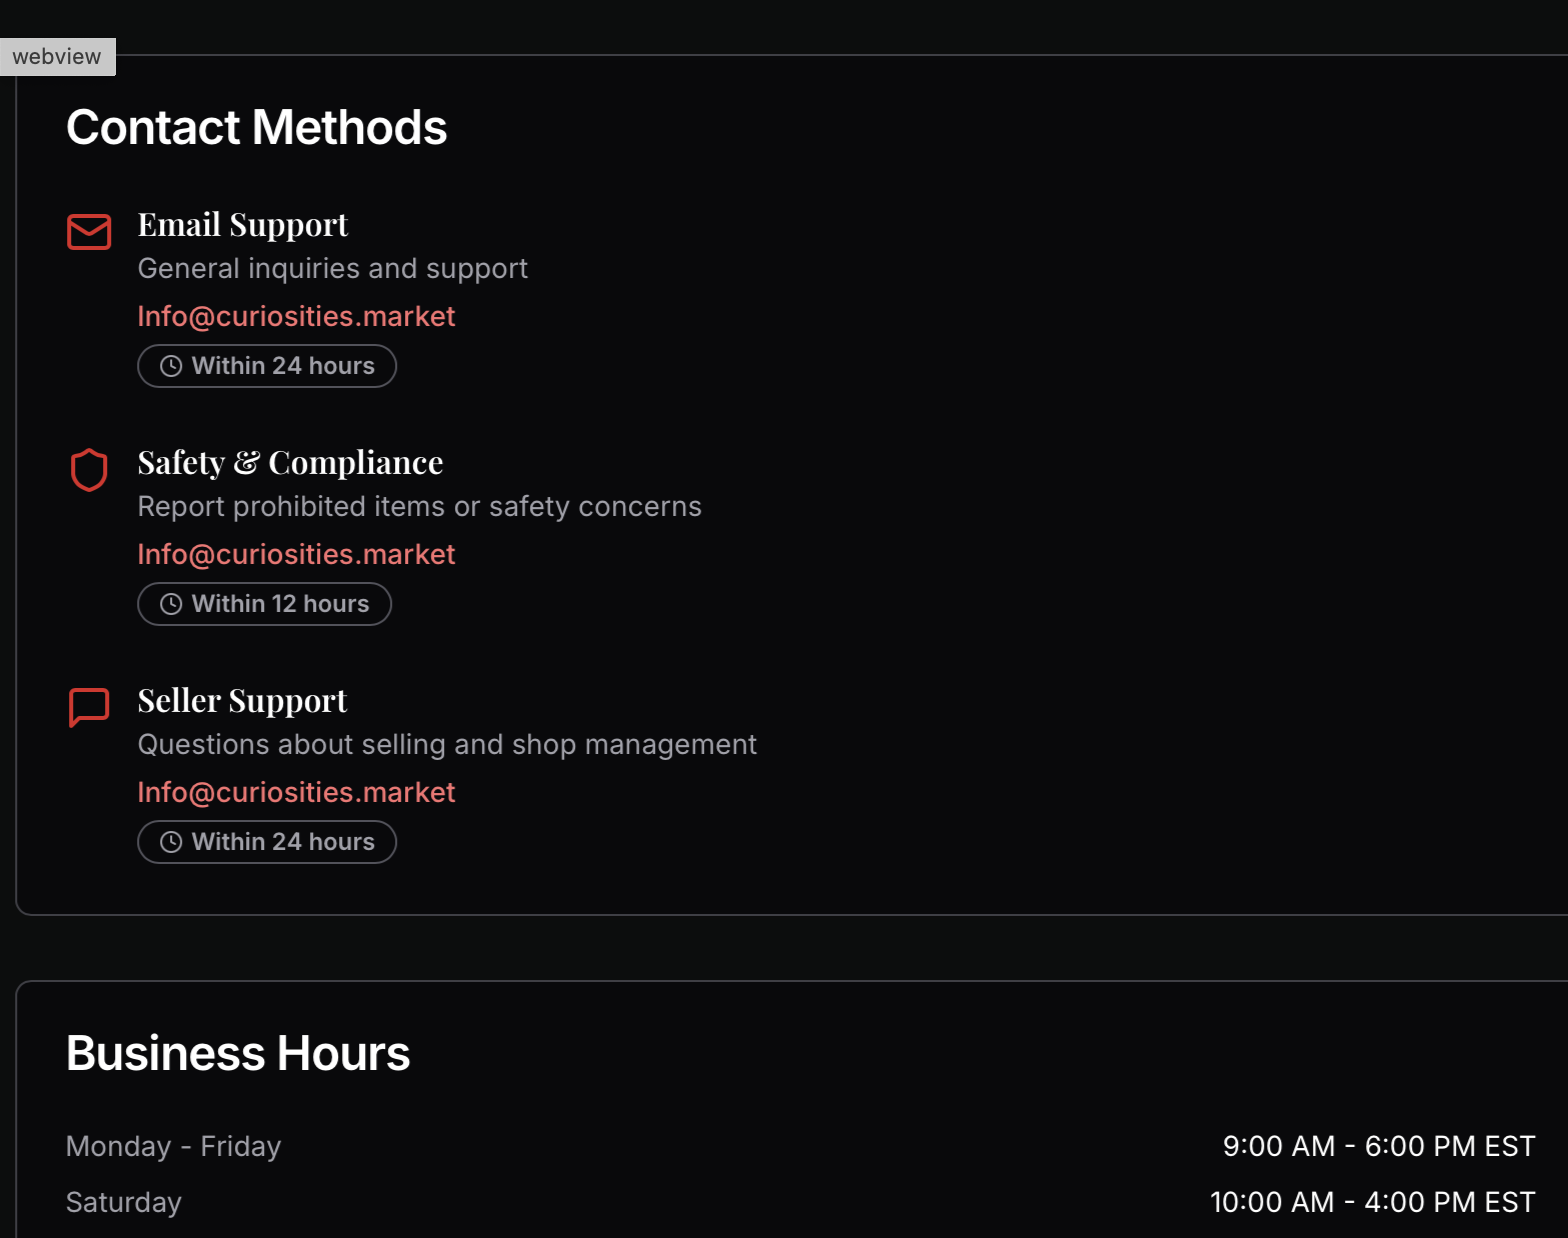 webview
Contact Methods
Email Support
General inquiries and support
Info@curiosities.market
Within 24 hours
Safety & Compliance
Report prohibited items or safety concerns
Info@curiosities.market
Within 12 hours
Seller Support
Questions about selling and shop management
Info@curiosities.market
Within 24 hours
Business Hours
Monday - Friday 9:00 AM - 6:00 PM EST
Saturday 10:00 AM - 4:00 PM EST